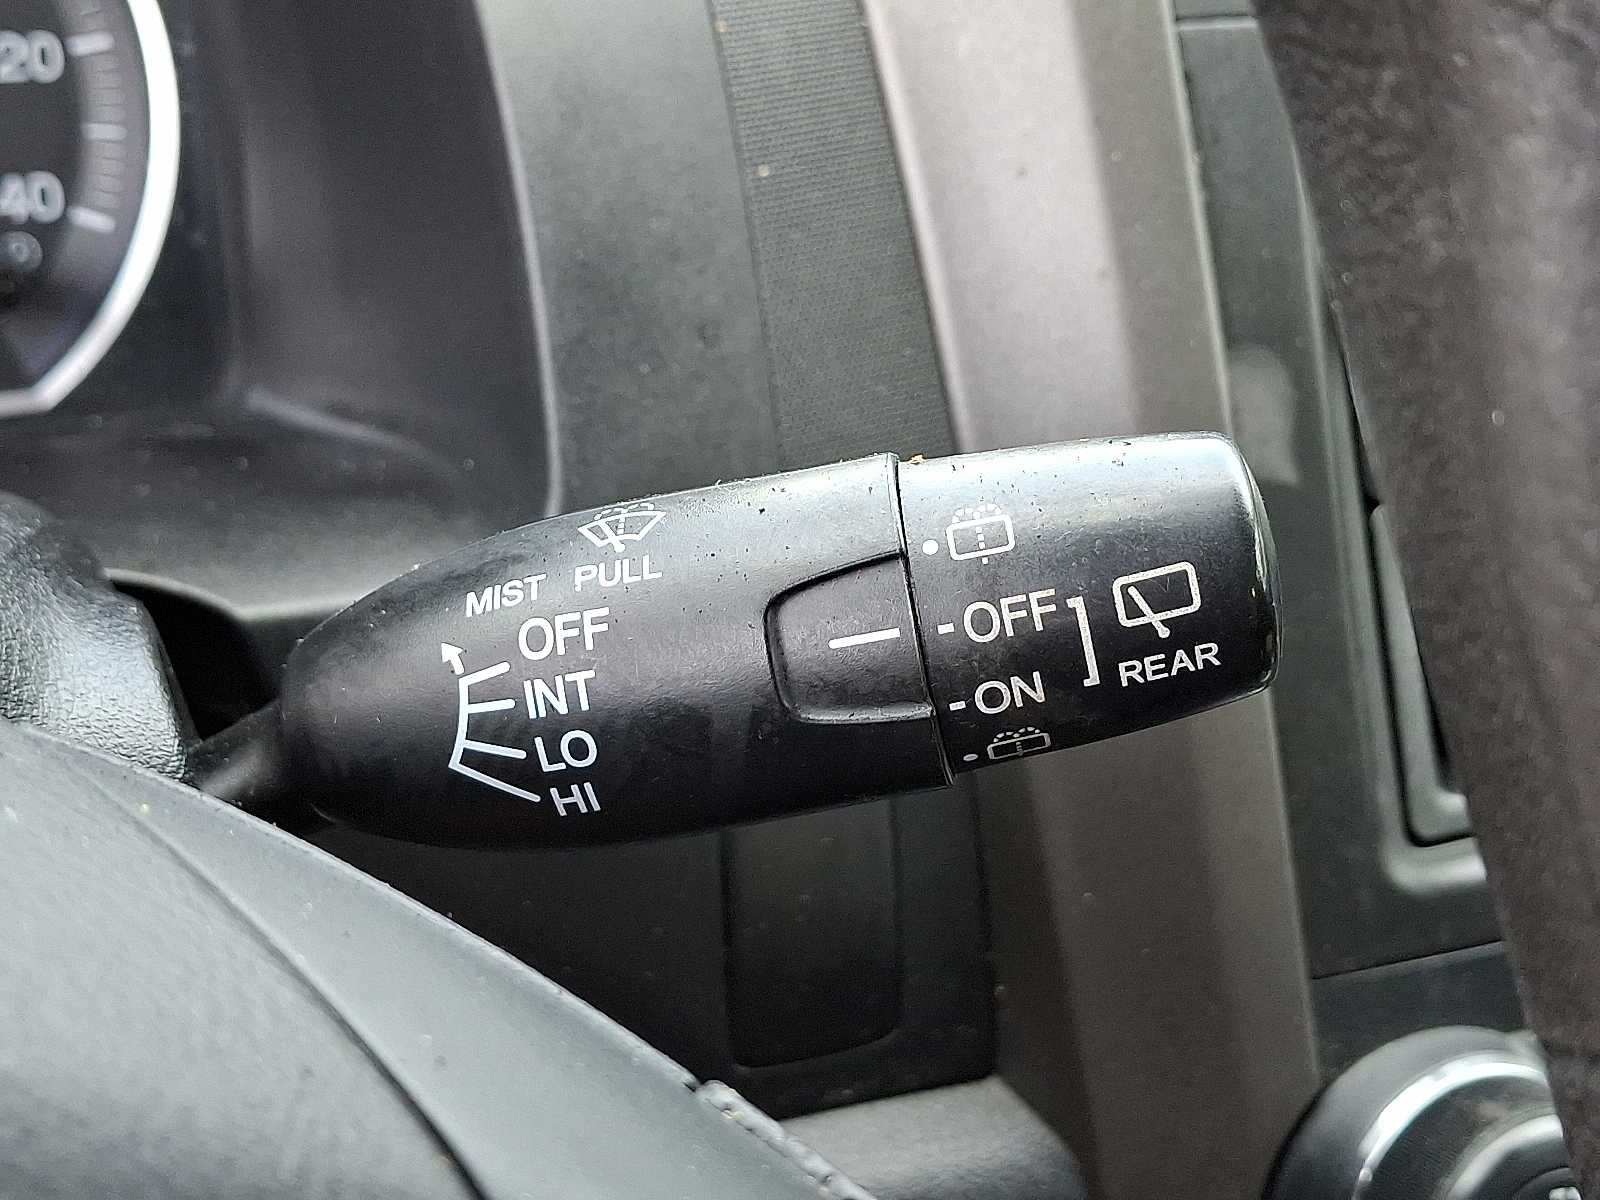 20
40
MIST PULL
OFF
INT
LO
HI
-OFF
-ON
REAR